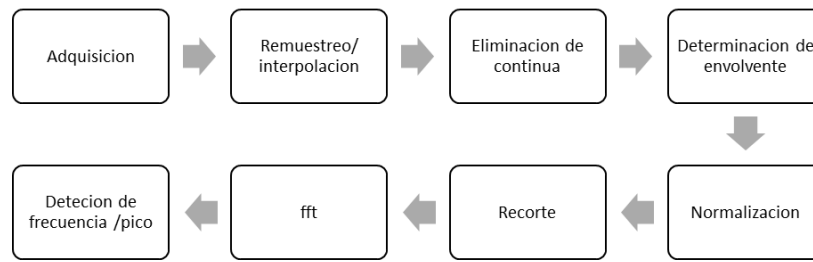 Adquisicion
Remuestreo/
interpolacion
Eliminacion de
continua
Determinacion de
envolvente
Normalizacion
Recorte
fft
Detecion de
frecuencia /pico